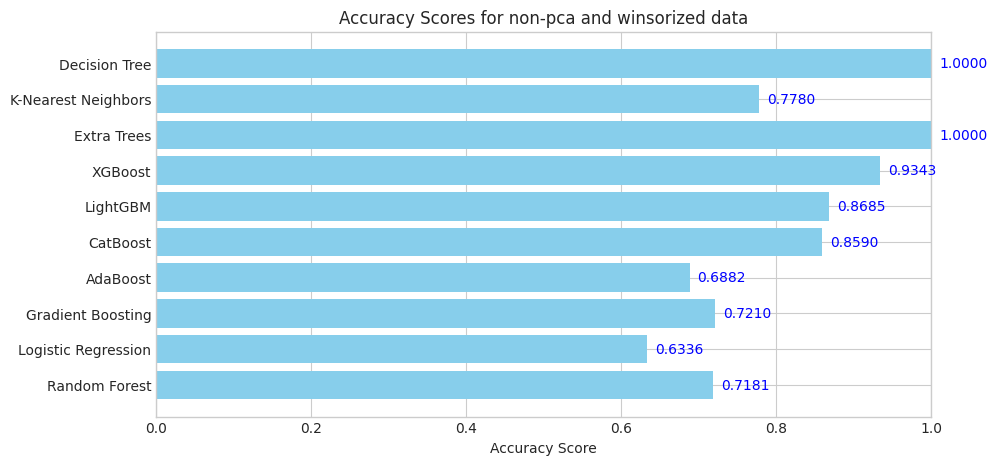 Accuracy Scores for non-pca and winsorized data
Decision Tree 1.0000
K-Nearest Neighbors 0.7780
Extra Trees 1.0000
XGBoost 0.9343
LightGBM 0.8685
CatBoost 0.8590
AdaBoost 0.6882
Gradient Boosting 0.7210
Logistic Regression 0.6336
Random Forest 0.7181
0.0 0.2 0.4 0.6 0.8 1.0
Accuracy Score